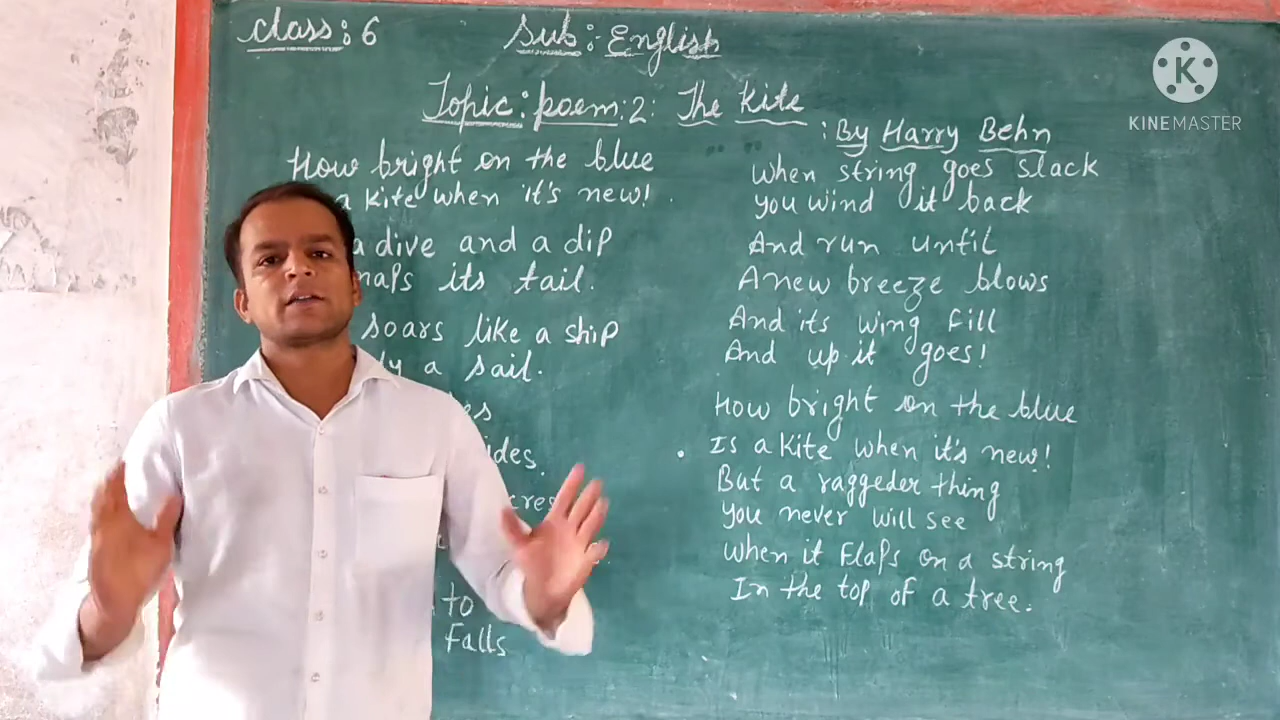 class: 6
Sub: English
Topic: poem: 2: The Kite
: By Harry Behn
How bright on the blue
a kite when it's new!
a dive and a dip
its tail.
soars like a ship
a sail.
to
Falls
When string goes slack
you wind it back
And run until
A new breeze blows
And its wing fill
And up it goes!
How bright on the blue
Is a kite when it's new!
But a raggeder thing
you never will see
when it Flaps on a string
In the top of a tree.
K
KINEMASTER